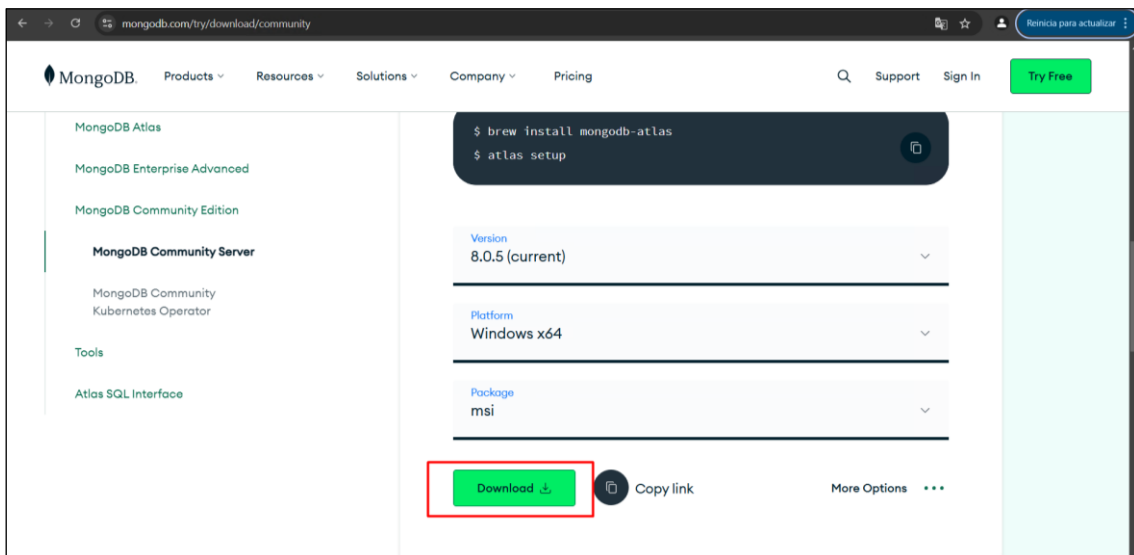 mongodb.com/try/download/community
Reinicia para actualizar
MongoDB.
Products
Resources
Solutions
Company
Pricing
Support
Sign In
Try Free
MongoDB Atlas
MongoDB Enterprise Advanced
MongoDB Community Edition
MongoDB Community Server
MongoDB Community
Kubernetes Operator
Tools
Atlas SQL Interface
$ brew install mongodb-atlas
$ atlas setup
Version
8.0.5 (current)
Platform
Windows x64
Package
msi
Download
Copy link
More Options